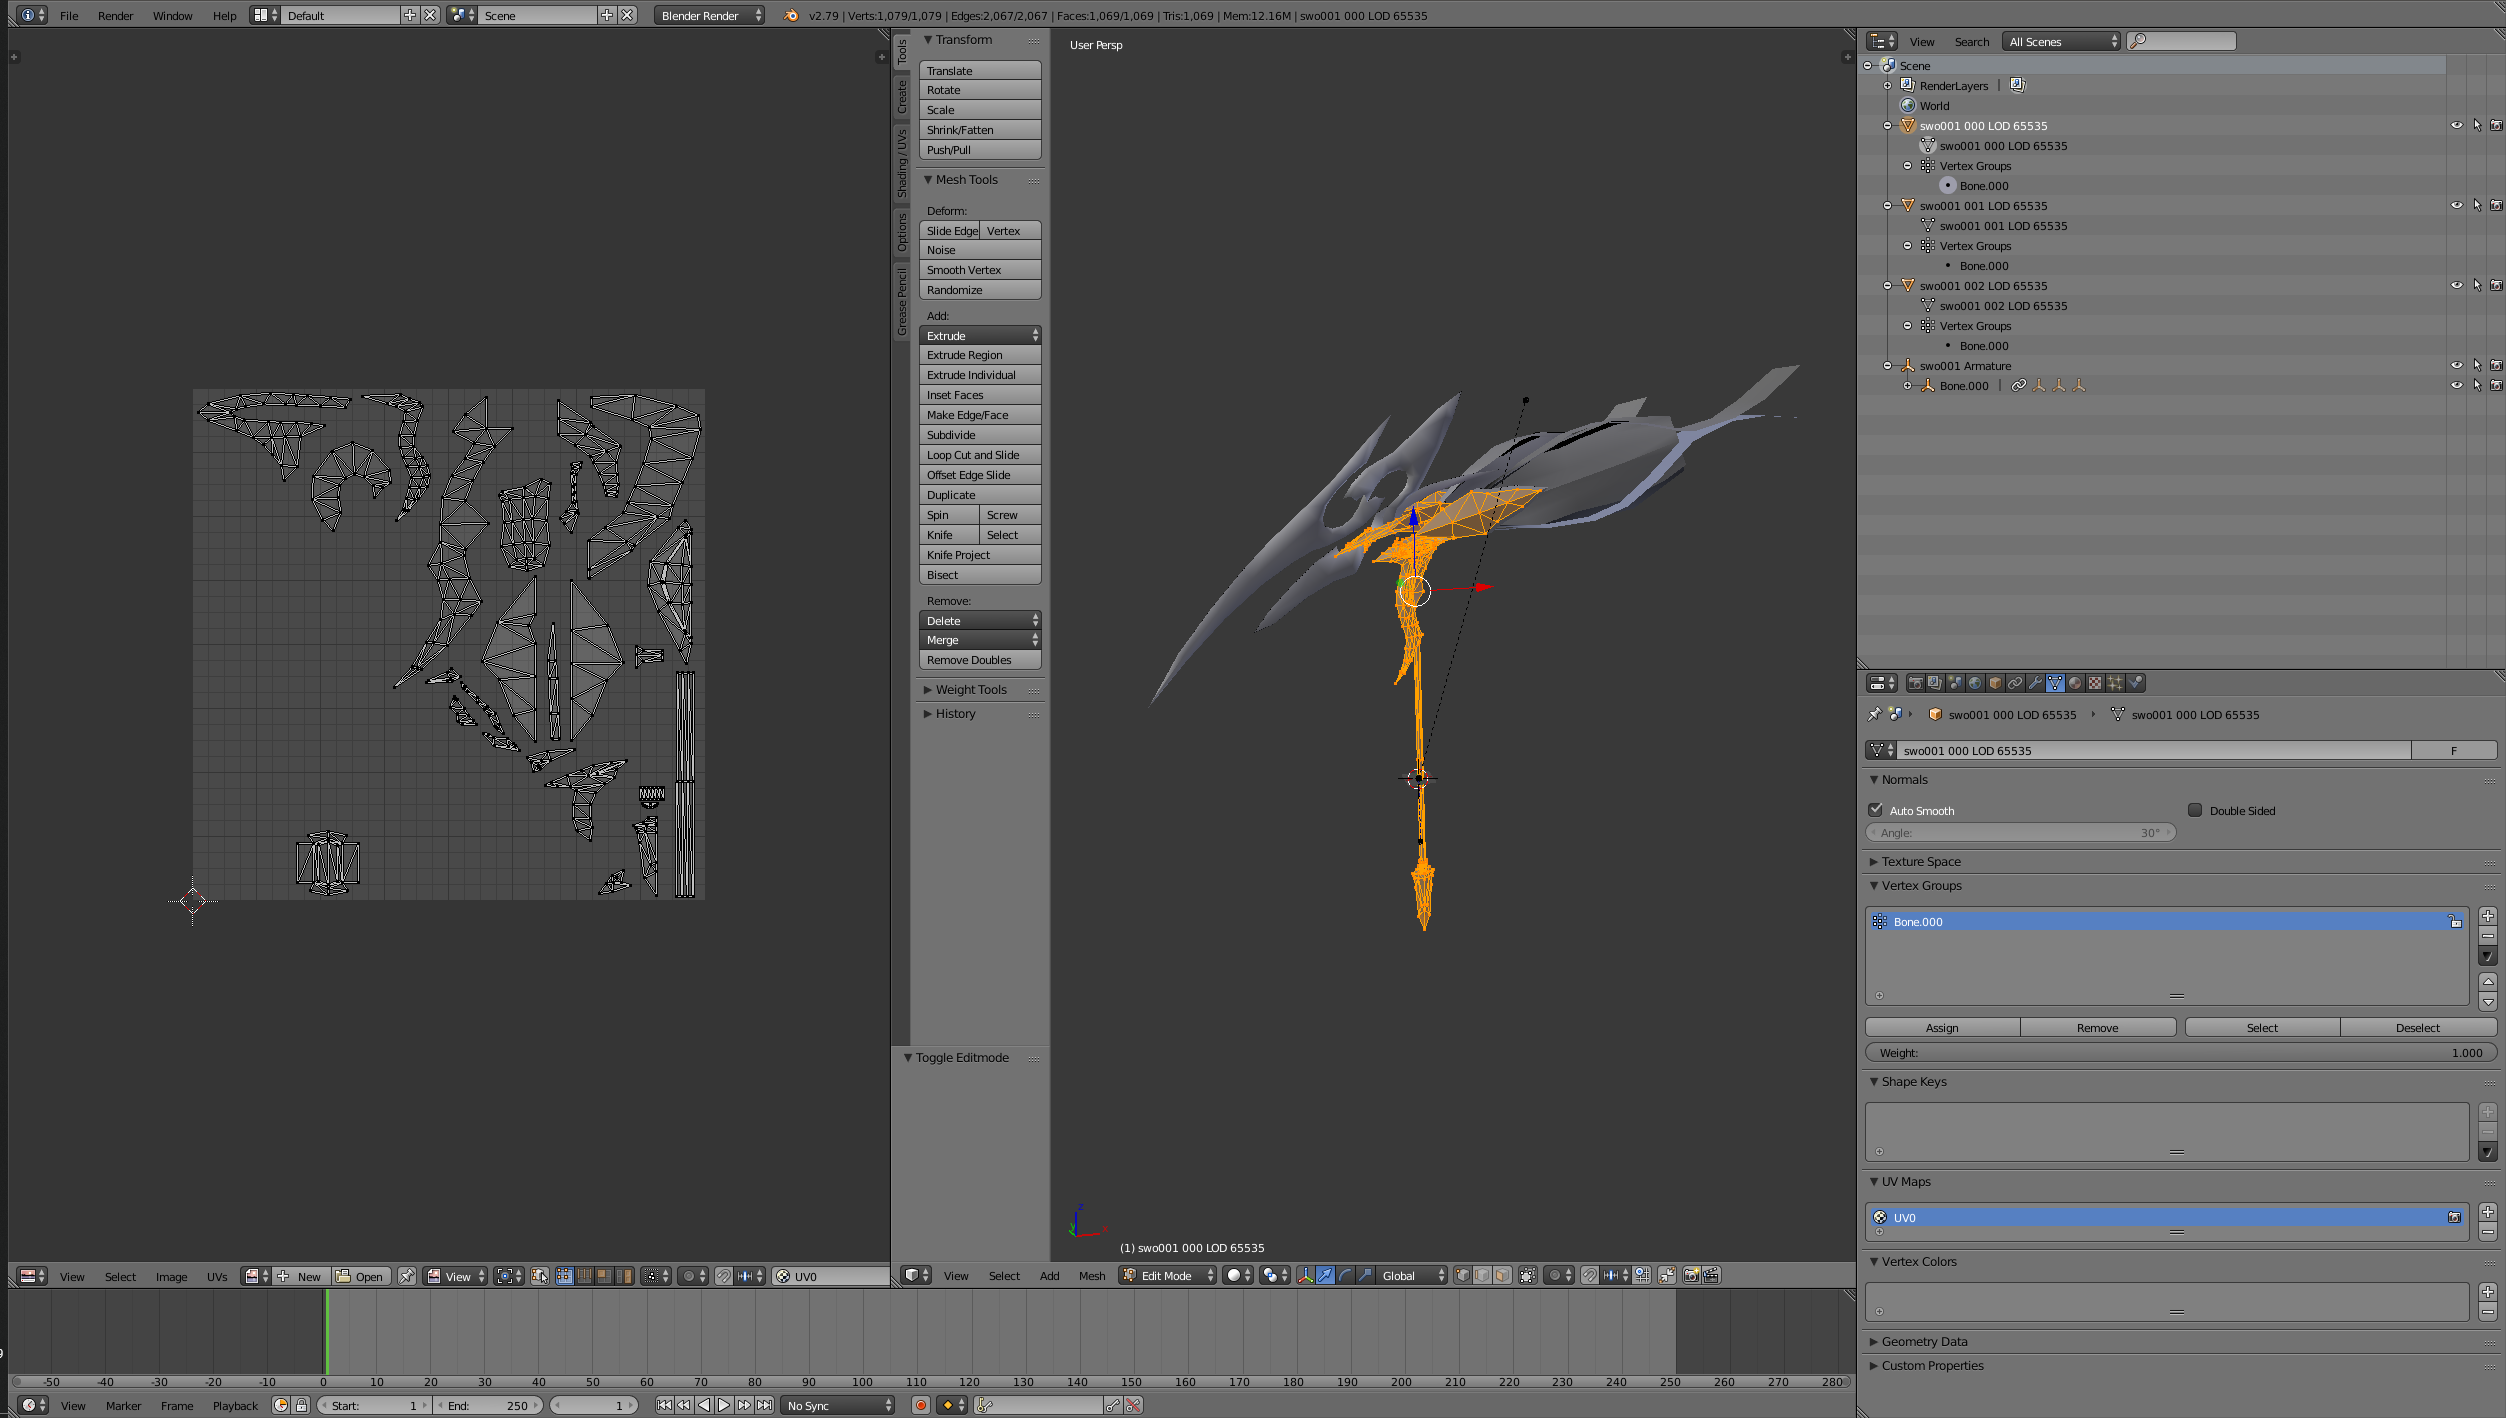 File Render Window Help Default Scene Blender Render v2.79 | Verts:1,079/1,079 | Edges:2,067/2,067 | Faces:1,069/1,069 | Tris:1,069 | Mem:12.16M | swo001 000 LOD 65535
Tools
Create
Shading / UVs
Options
Grease Pencil
Transform
Translate
Rotate
Scale
Shrink/Fatten
Push/Pull
Mesh Tools
Deform:
Slide Edge Vertex
Noise
Smooth Vertex
Randomize
Add:
Extrude
Extrude Region
Extrude Individual
Inset Faces
Make Edge/Face
Subdivide
Loop Cut and Slide
Offset Edge Slide
Duplicate
Spin Screw
Knife Select
Knife Project
Bisect
Remove:
Delete
Merge
Remove Doubles
Weight Tools
History
Toggle Editmode
User Persp
z
y
x
(1) swo001 000 LOD 65535
View Search All Scenes
Scene
RenderLayers |
World
swo001 000 LOD 65535
swo001 000 LOD 65535
Vertex Groups
Bone.000
swo001 001 LOD 65535
swo001 001 LOD 65535
Vertex Groups
Bone.000
swo001 002 LOD 65535
swo001 002 LOD 65535
Vertex Groups
Bone.000
swo001 Armature
Bone.000 |
swo001 000 LOD 65535 swo001 000 LOD 65535
swo001 000 LOD 65535 F
Normals
Auto Smooth Double Sided
Angle: 30°
Texture Space
Vertex Groups
Bone.000
Assign Remove Select Deselect
Weight: 1.000
Shape Keys
UV Maps
UV0
Vertex Colors
Geometry Data
Custom Properties
View Select Image UVs New Open View UV0
View Select Add Mesh Edit Mode Global
9
-50 -40 -30 -20 -10 0 10 20 30 40 50 60 70 80 90 100 110 120 130 140 150 160 170 180 190 200 210 220 230 240 250 260 270 280
View Marker Frame Playback Start: 1 End: 250 1 No Sync